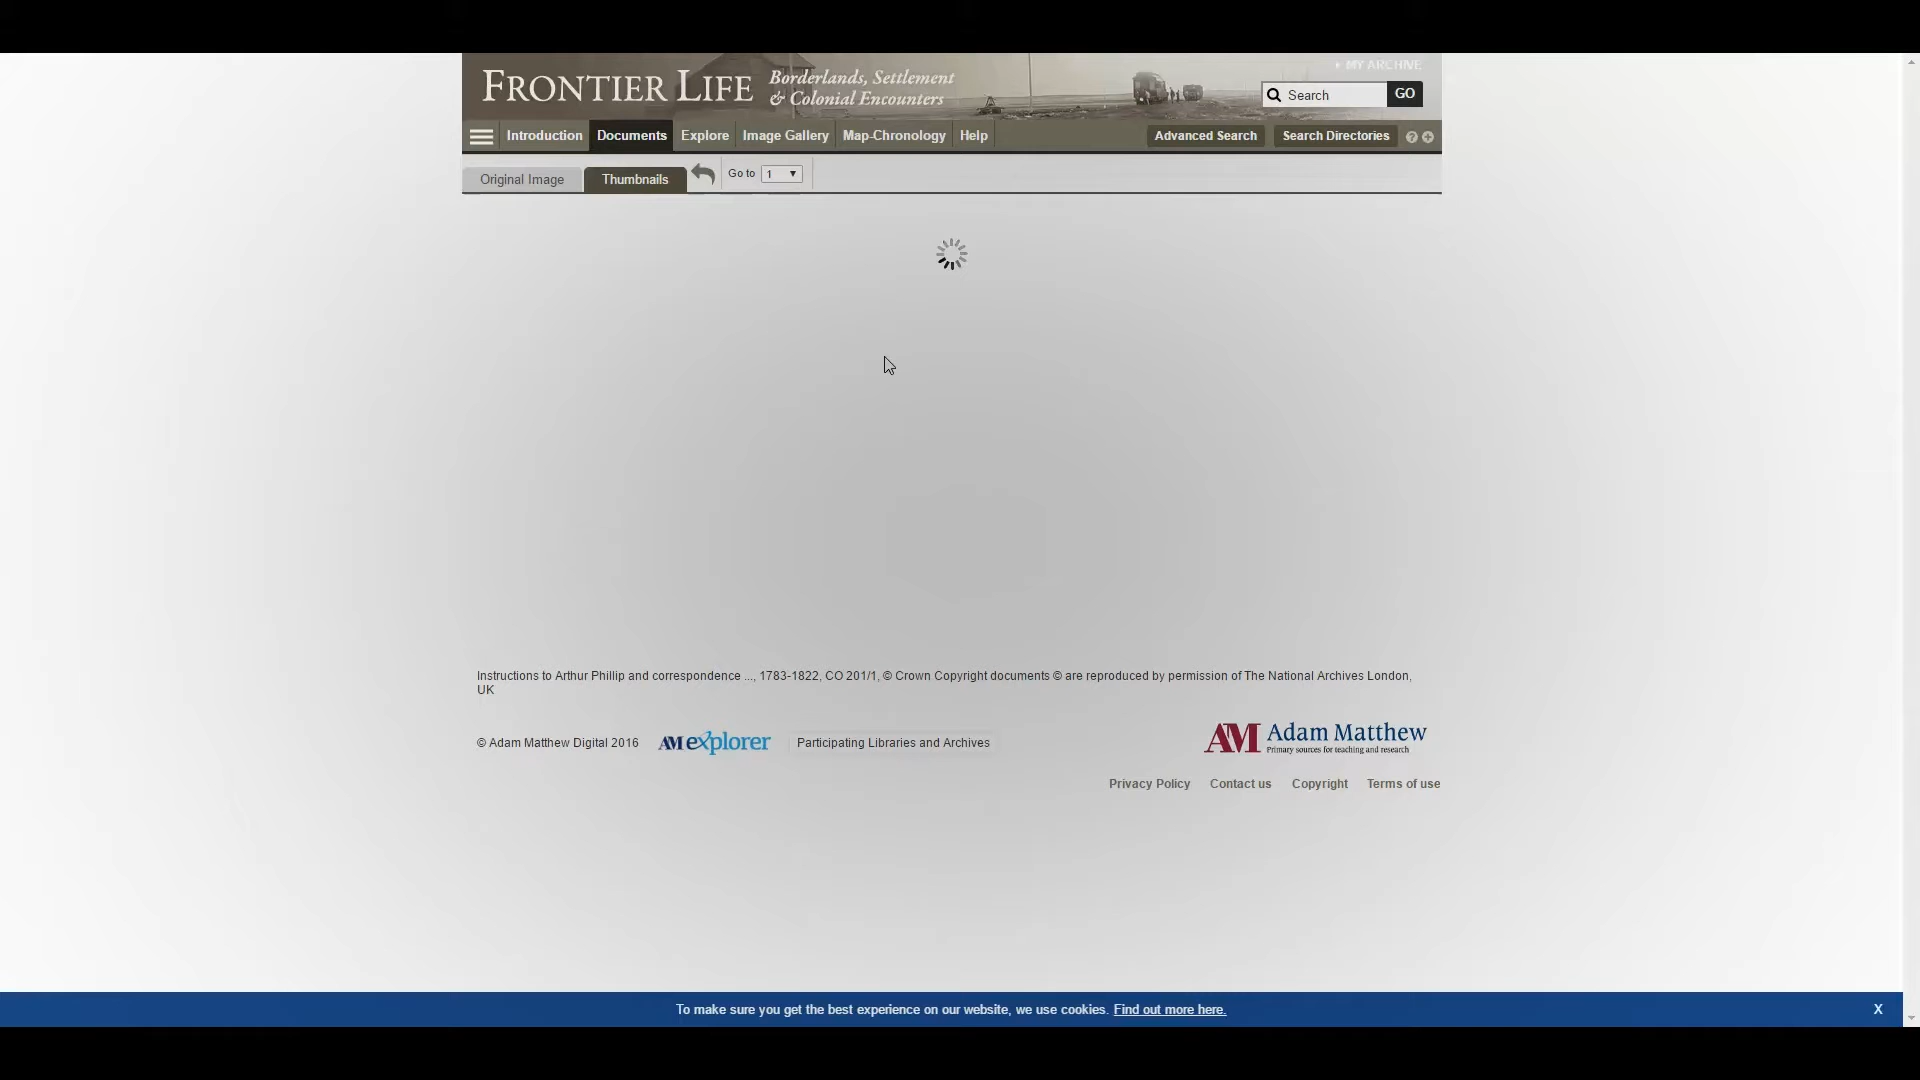 FRONTIER LIFE
Borderlands, Settlement
& Colonial Encounters
MY ARCHIVE
Search
GO
Introduction
Documents
Explore
Image Gallery
Map-Chronology
Help
Advanced Search
Search Directories
?
+
Original Image
Thumbnails
Go to
1
Instructions to Arthur Phillip and correspondence ..., 1783-1822, CO 201/1, © Crown Copyright documents © are reproduced by permission of The National Archives London,
UK
© Adam Matthew Digital 2016
AM explorer
Participating Libraries and Archives
AM
Adam Matthew
Primary sources for teaching and research
Privacy Policy
Contact us
Copyright
Terms of use
To make sure you get the best experience on our website, we use cookies. Find out more here.
X